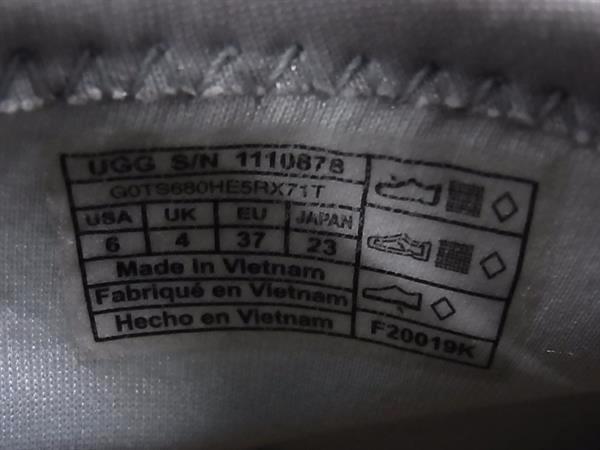 UGG S/N 1110878
G0TS680HE5RX71T
USA UK EU JAPAN
6 4 37 23
Made in Vietnam
Fabriqué en Vietnam
Hecho en Vietnam
F20019K